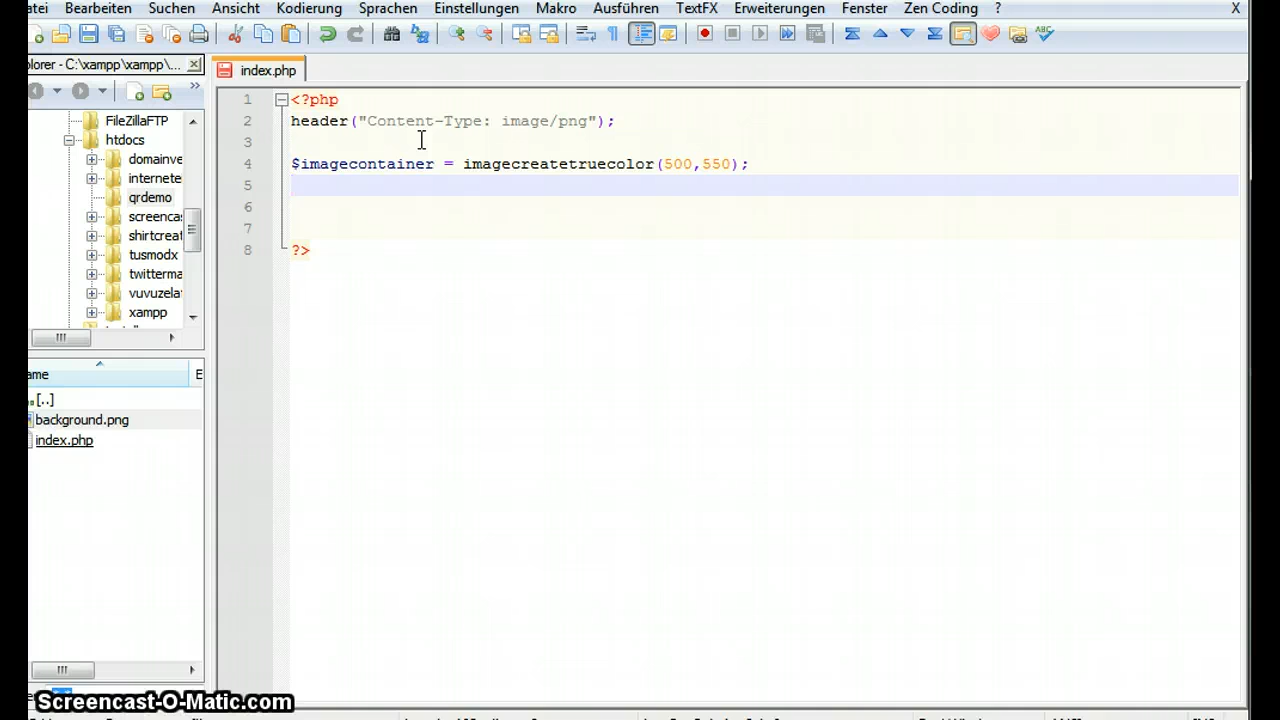 atei Bearbeiten Suchen Ansicht Kodierung Sprachen Einstellungen Makro Ausführen TextFX Erweiterungen Fenster Zen Coding ? X
plorer - C:\xampp\xampp\...
index.php
FileZillaFTP
htdocs
domainve
internete
qrdemo
screencas
shirtcreat
tusmodx
twitterma
vuvuzela
xampp
ame E
[..]
background.png
index.php
1 <?php
2 header("Content-Type: image/png");
3
4 $imagecontainer = imagecreatetruecolor(500,550);
5
6
7
8 ?>
Screencast-O-Matic.com